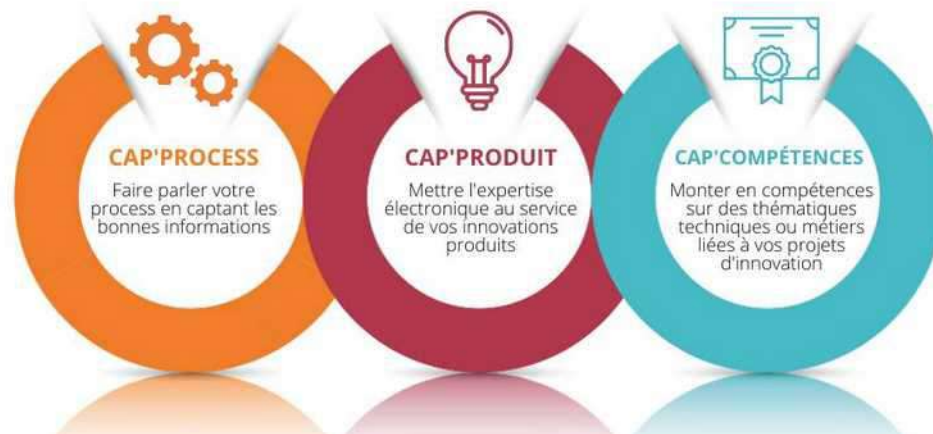 CAP'PROCESS
Faire parler votre
process en captant les
bonnes informations
CAP'PRODUIT
Mettre l'expertise
électronique au service
de vos innovations
produits
CAP'COMPÉTENCES
Monter en compétences
sur des thématiques
techniques ou métiers
liées à vos projets
d'innovation